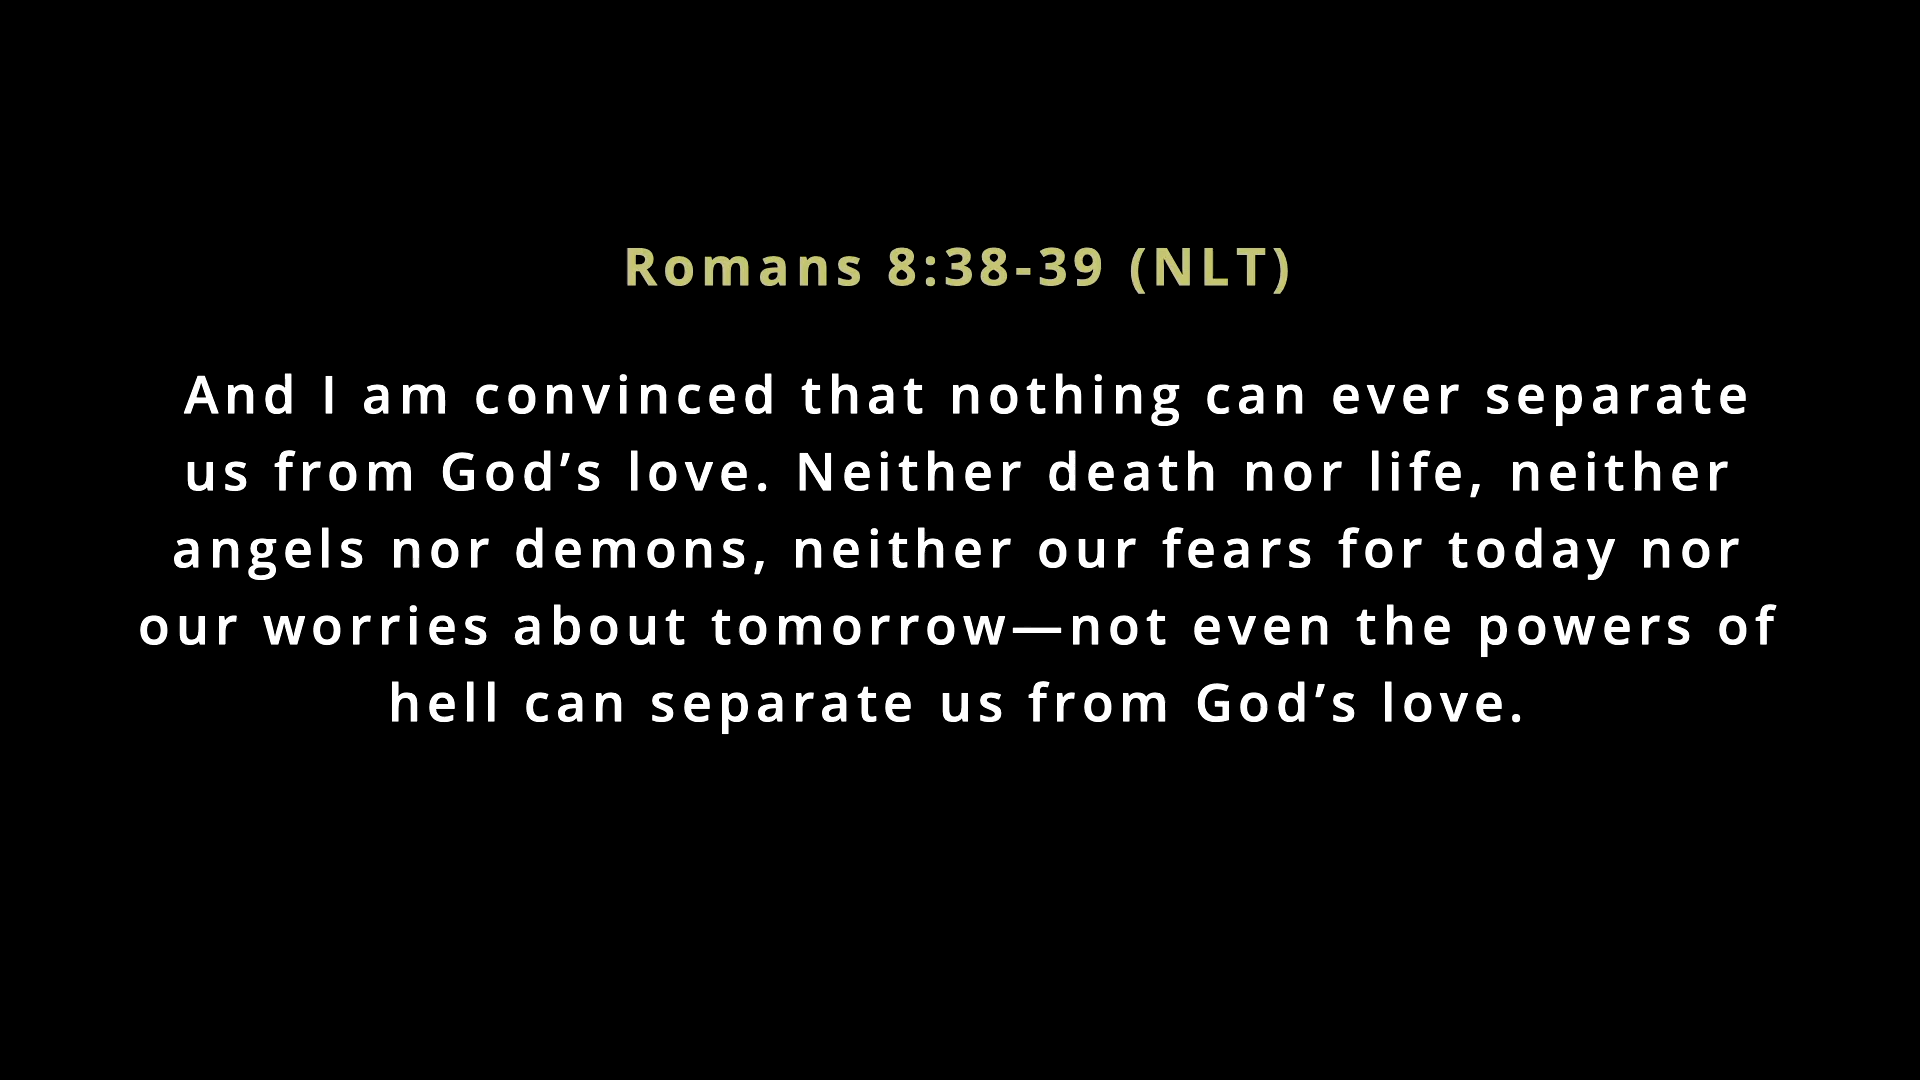 Romans 8:38-39 (NLT)
And I am convinced that nothing can ever separate
us from God’s love. Neither death nor life, neither
angels nor demons, neither our fears for today nor
our worries about tomorrow—not even the powers of
hell can separate us from God’s love.